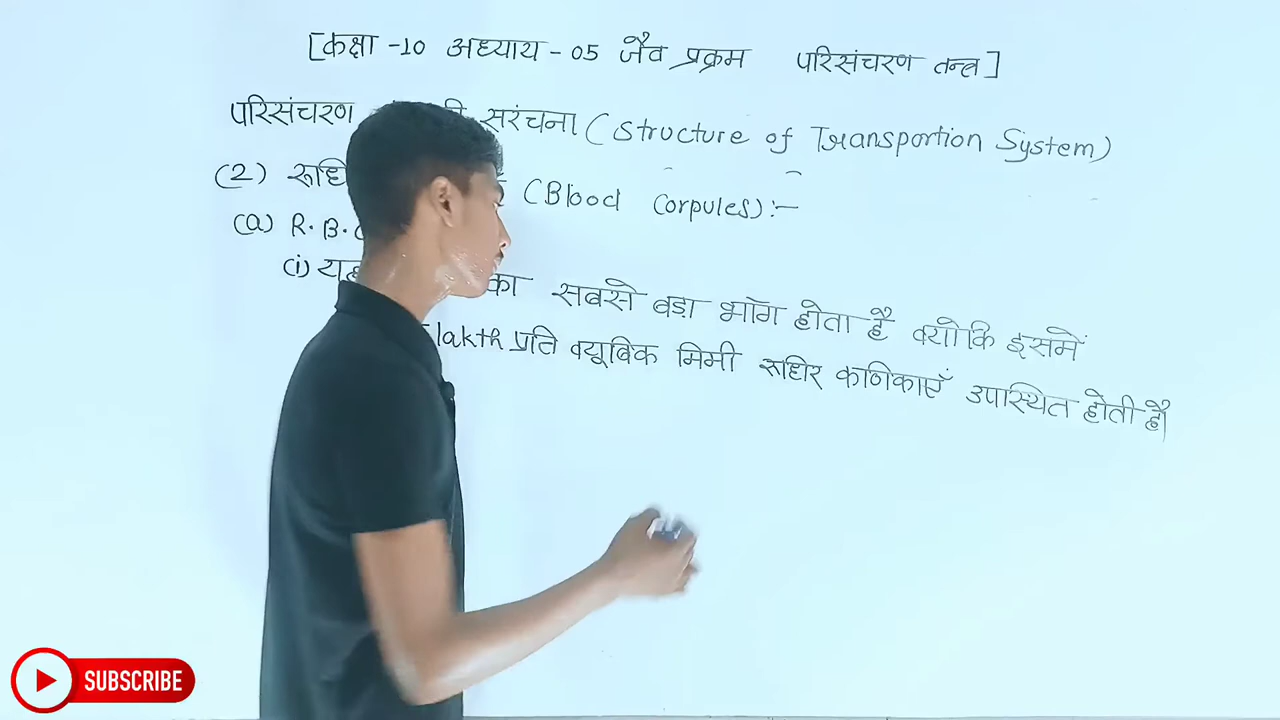 [कक्षा -10 अध्याय - 05 जैव प्रक्रम परिसंचरण तन्त्र]
परिसंचरण सरंचना (Structure of Transportion System)
(2) (Blood Corpules):-
(a) R.B.
(i) का सबसे बड़ा भाॅग होता है क्योकि इसमें
lakth प्रति क्यूबिक मिमी रूधिर कणिकाएँ उपस्थित होती है।
SUBSCRIBE